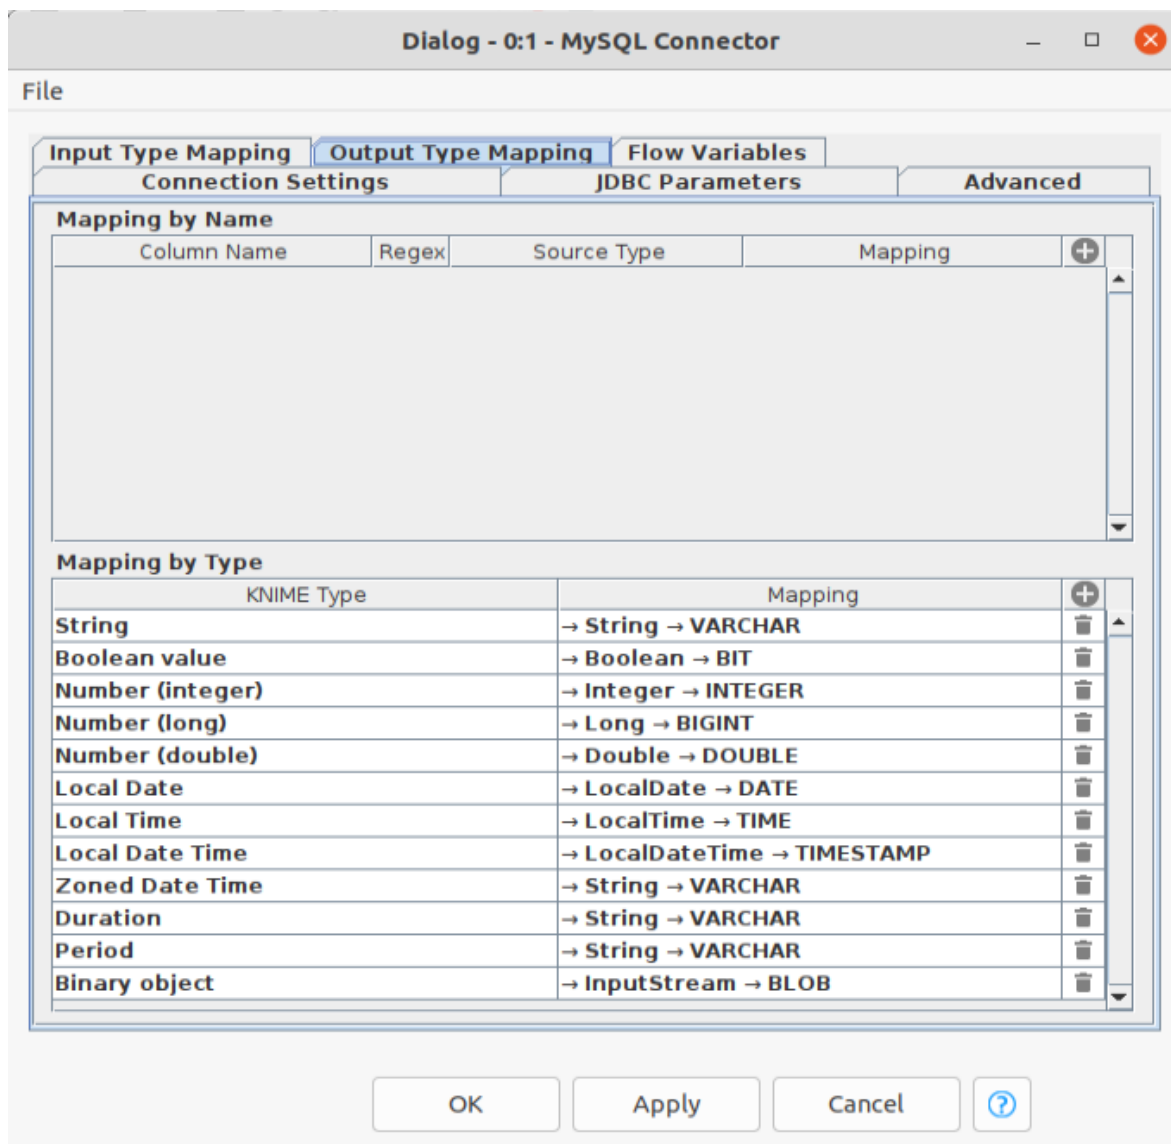 Dialog - 0:1 - MySQL Connector
File
Input Type Mapping Output Type Mapping Flow Variables
Connection Settings JDBC Parameters Advanced
Mapping by Name
Column Name Regex Source Type Mapping
Mapping by Type
KNIME Type Mapping
String → String → VARCHAR
Boolean value → Boolean → BIT
Number (integer) → Integer → INTEGER
Number (long) → Long → BIGINT
Number (double) → Double → DOUBLE
Local Date → LocalDate → DATE
Local Time → LocalTime → TIME
Local Date Time → LocalDateTime → TIMESTAMP
Zoned Date Time → String → VARCHAR
Duration → String → VARCHAR
Period → String → VARCHAR
Binary object → InputStream → BLOB
OK Apply Cancel ?